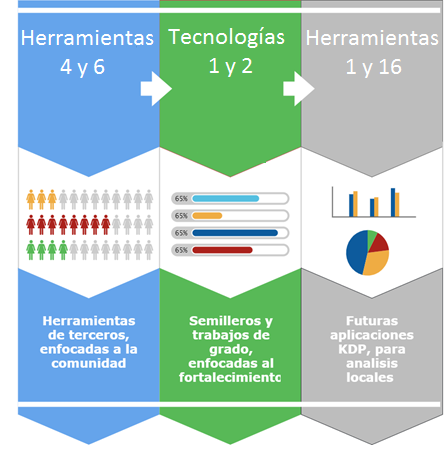 Herramientas
4 y 6
Tecnologías
1 y 2
Herramientas
1 y 16
65%
65%
65%
65%
Herramientas
de terceros,
enfocadas a la
comunidad
Semilleros y
trabajos de
grado,
enfocadas al
fortalecimiento
Futuras
aplicaciones
KDP, para
analisis
locales